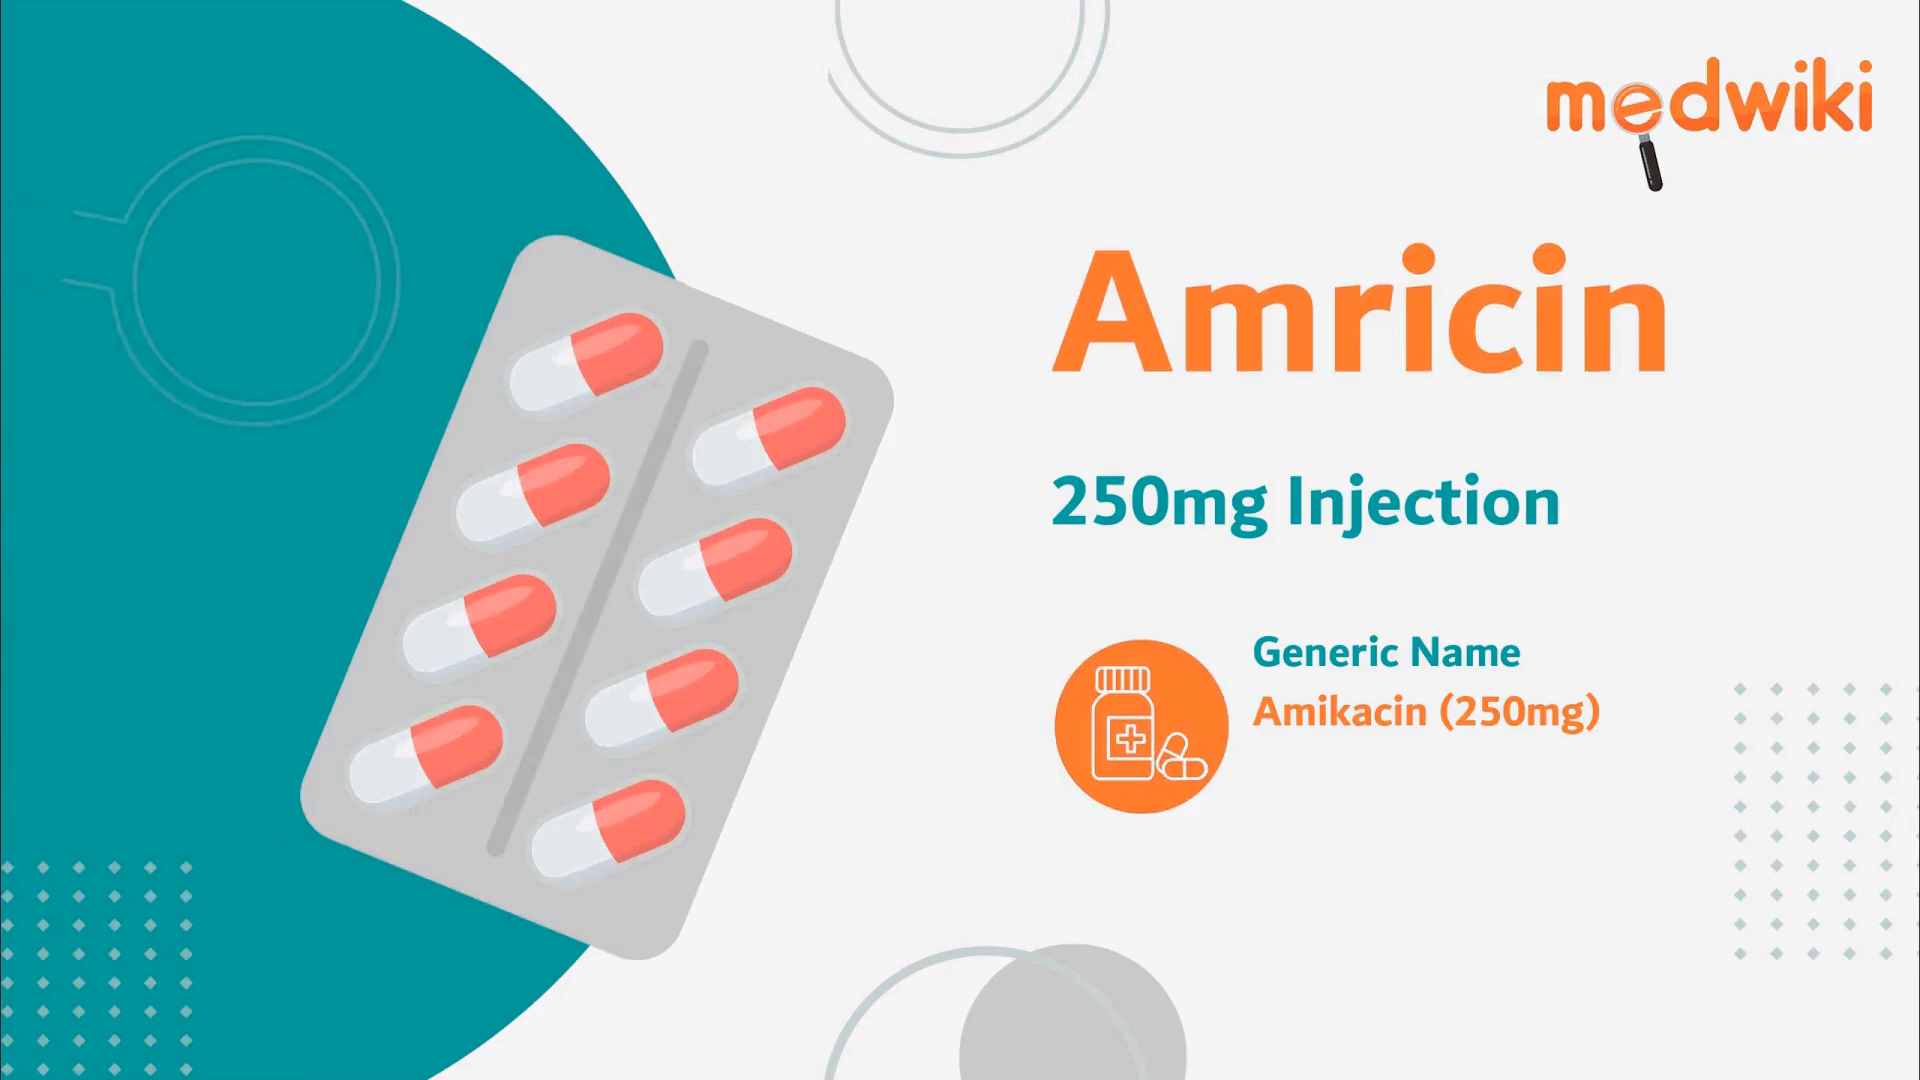 medwiki
Amricin
250mg Injection
Generic Name
Amikacin (250mg)